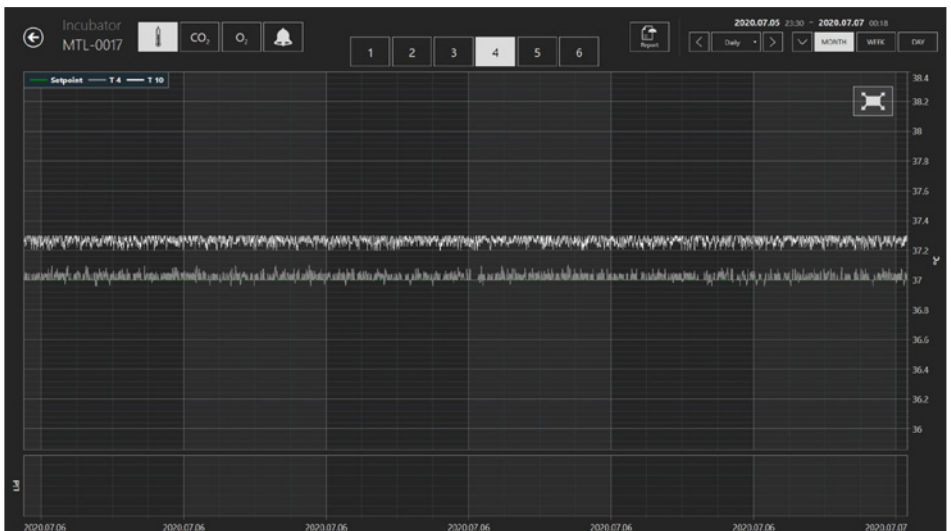 Incubator
MTL-0017
CO₂
O₂
1 2 3 4 5 6
Report
2020.07.05 23:30 ~ 2020.07.07 00:18
Daily
MONTH WEEK DAY
Setpoint T 4 T 10
38.4
38.2
38
37.8
37.6
37.4
37.2
°C
37
36.8
36.6
36.4
36.2
36
Lid
2020.07.06 2020.07.06 2020.07.06 2020.07.06 2020.07.06 2020.07.06 2020.07.07